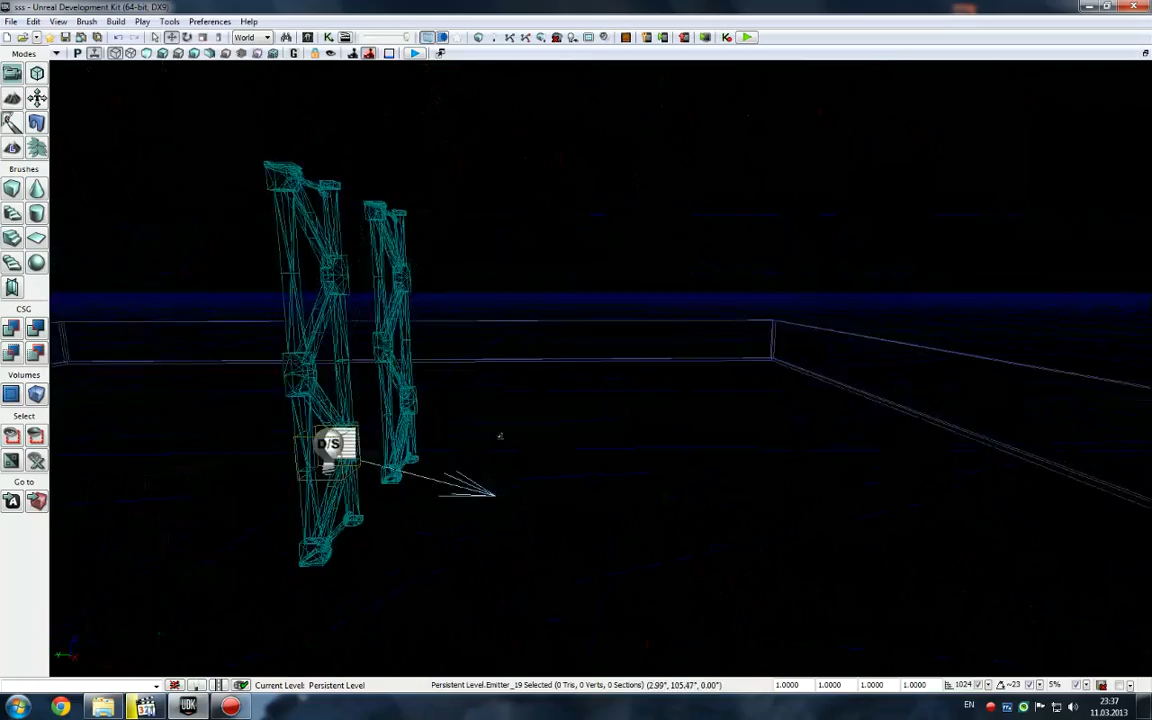 sss - Unreal Development Kit (64-bit, DX9)
File Edit View Brush Build Play Tools Preferences Help
World
P G
Modes
Brushes
CSG
Volumes
Select
Go to
D/S
Current Level: Persistent Level
Persistent Level.Emitter_19 Selected (0 Tris, 0 Verts, 0 Sections) (2.99°, 105.47°, 0.00°)
1.0000 1.0000 1.0000 1.0000 1024 ~23 5%
321
UDK
EN
23:37
11.03.2013